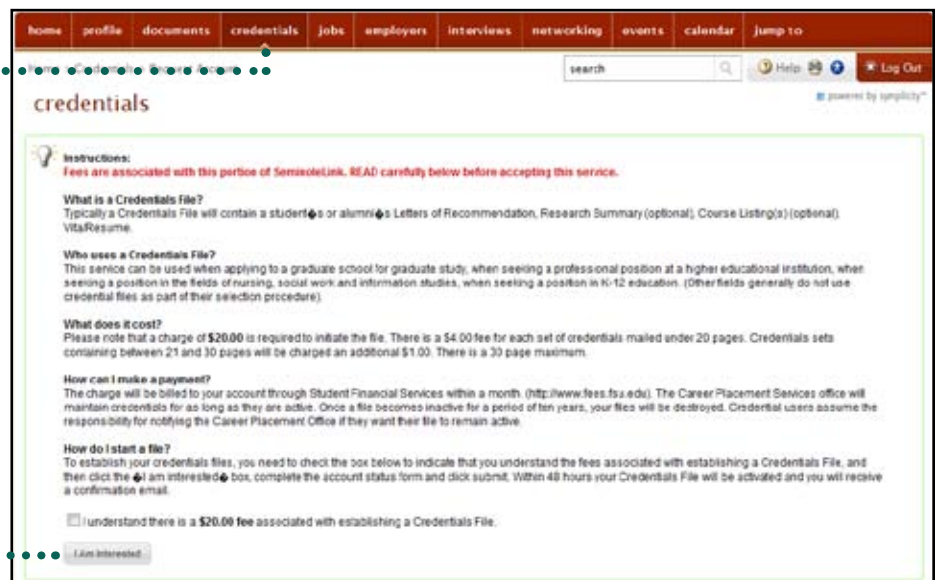 home profile documents credentials jobs employers interviews networking events calendar jump to
Home Credentials Request Account
search Help Log Out
powered by symplicity™
credentials
Instructions:
Fees are associated with this portion of SeminoleLink. READ carefully below before accepting this service.
What is a Credentials File?
Typically a Credentials File will contain a student�s or alumni�s Letters of Recommendation, Research Summary (optional), Course Listing(s) (optional),
Vita/Resume.
Who uses a Credentials File?
This service can be used when applying to a graduate school for graduate study, when seeking a professional position at a higher educational institution, when
seeking a position in the fields of nursing, social work and information studies, when seeking a position in K-12 education. (Other fields generally do not use
credential files as part of their selection procedure).
What does it cost?
Please note that a charge of $20.00 is required to initiate the file. There is a $4.00 fee for each set of credentials mailed under 20 pages. Credentials sets
containing between 21 and 30 pages will be charged an additional $1.00. There is a 30 page maximum.
How can I make a payment?
The charge will be billed to your account through Student Financial Services within a month. (http://www.fees.fsu.edu). The Career Placement Services office will
maintain credentials for as long as they are active. Once a file becomes inactive for a period of ten years, your files will be destroyed. Credential users assume the
responsibility for notifying the Career Placement Office if they want their file to remain active.
How do I start a file?
To establish your credentials files, you need to check the box below to indicate that you understand the fees associated with establishing a Credentials File, and
then click the �I am interested� box, complete the account status form and click submit. Within 48 hours your Credentials File will be activated and you will receive
a confirmation email.
I understand there is a $20.00 fee associated with establishing a Credentials File.
I Am Interested